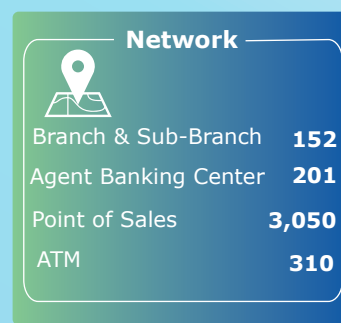 Network
Branch & Sub-Branch 152
Agent Banking Center 201
Point of Sales 3,050
ATM 310